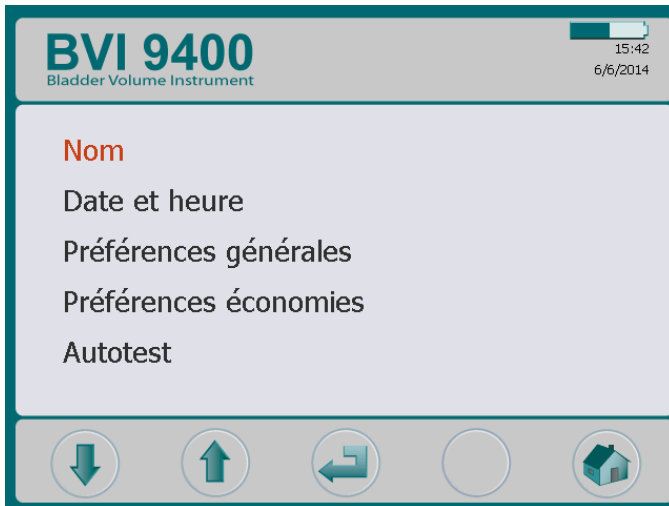 BVI 9400
Bladder Volume Instrument
15:42
6/6/2014
Nom
Date et heure
Préférences générales
Préférences économies
Autotest